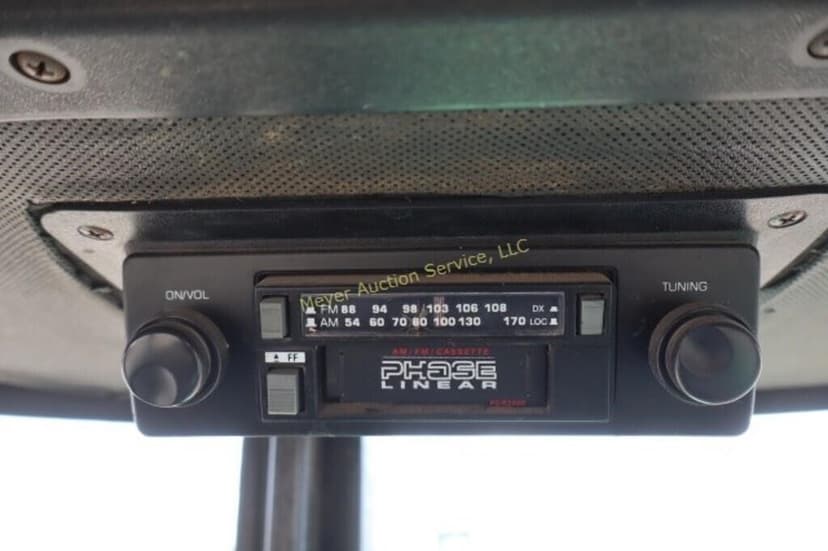 Meyer Auction Service, LLC
ON/VOL
TUNING
FM 88 94 98 103 106 108 DX
AM 54 60 70 80 100 130 170 LOC
FF
AM/FM/CASSETTE
PHASE
LINEAR